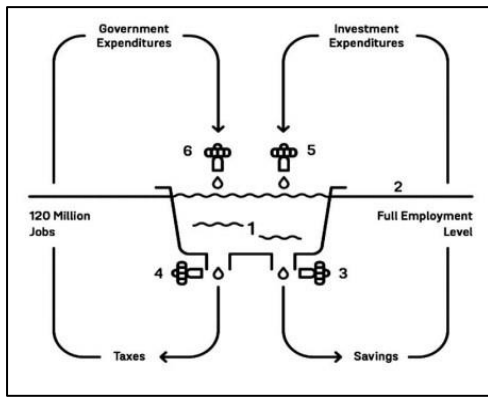 Government
Expenditures
Investment
Expenditures
6
5
2
120 Million
Jobs
1
Full Employment
Level
4
3
Taxes
Savings